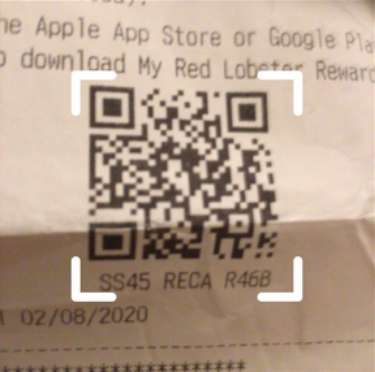 he Apple App Store or Google Pla
download My Red Lobster Reward
SS45 RECA R46B
02/08/2020
********************